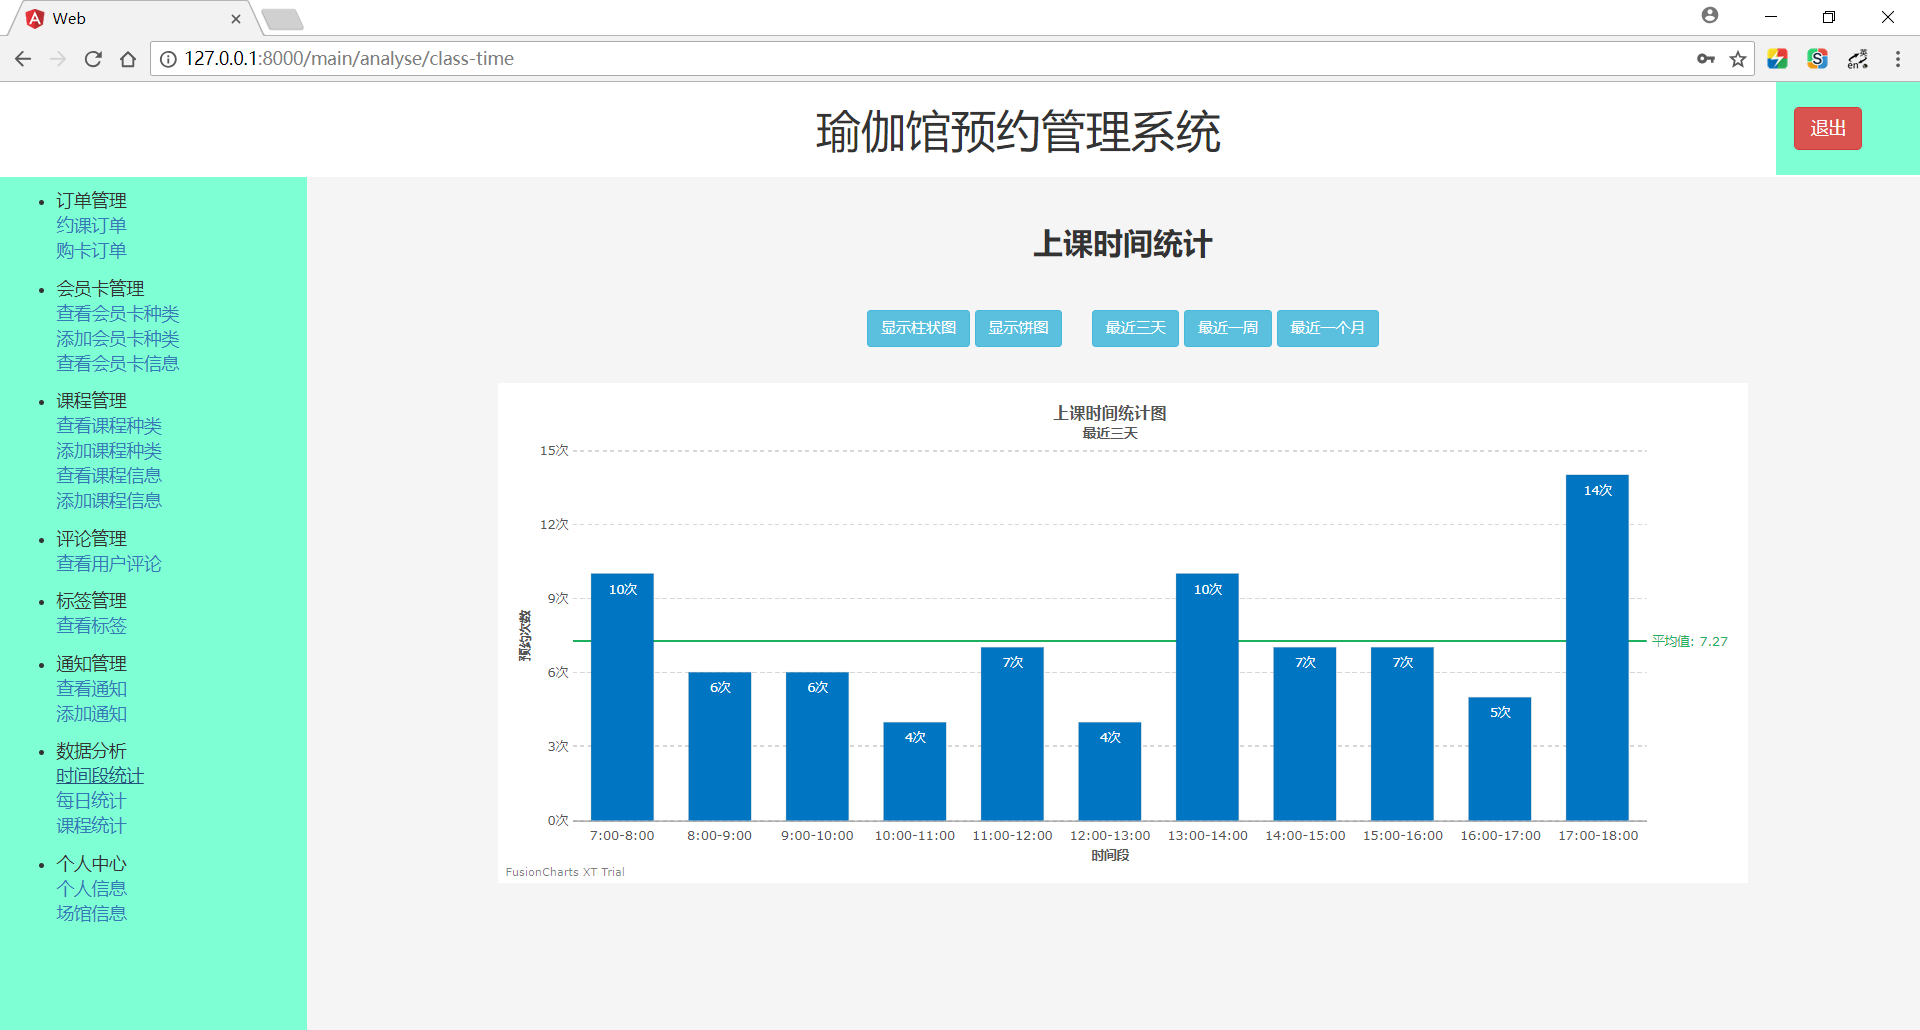 Web
127.0.0.1:8000/main/analyse/class-time
英
en
瑜伽馆预约管理系统
退出
订单管理
约课订单
购卡订单
会员卡管理
查看会员卡种类
添加会员卡种类
查看会员卡信息
课程管理
查看课程种类
添加课程种类
查看课程信息
添加课程信息
评论管理
查看用户评论
标签管理
查看标签
通知管理
查看通知
添加通知
数据分析
时间段统计
每日统计
课程统计
个人中心
个人信息
场馆信息
上课时间统计
显示柱状图 显示饼图 最近三天 最近一周 最近一个月
上课时间统计图
最近三天
预约次数
15次
12次
9次
6次
3次
0次
10次 6次 6次 4次 7次 4次 10次 7次 7次 5次 14次
平均值: 7.27
7:00-8:00 8:00-9:00 9:00-10:00 10:00-11:00 11:00-12:00 12:00-13:00 13:00-14:00 14:00-15:00 15:00-16:00 16:00-17:00 17:00-18:00
时间段
FusionCharts XT Trial